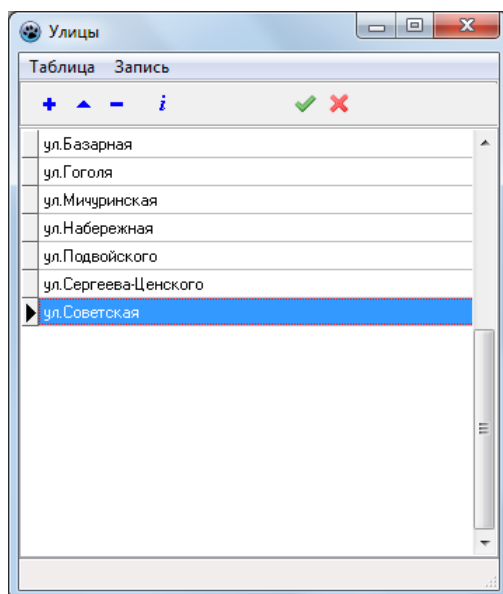 Улицы
Таблица Запись
i
ул.Базарная
ул.Гоголя
ул.Мичуринская
ул.Набережная
ул.Подвойского
ул.Сергеева-Ценского
ул.Советская